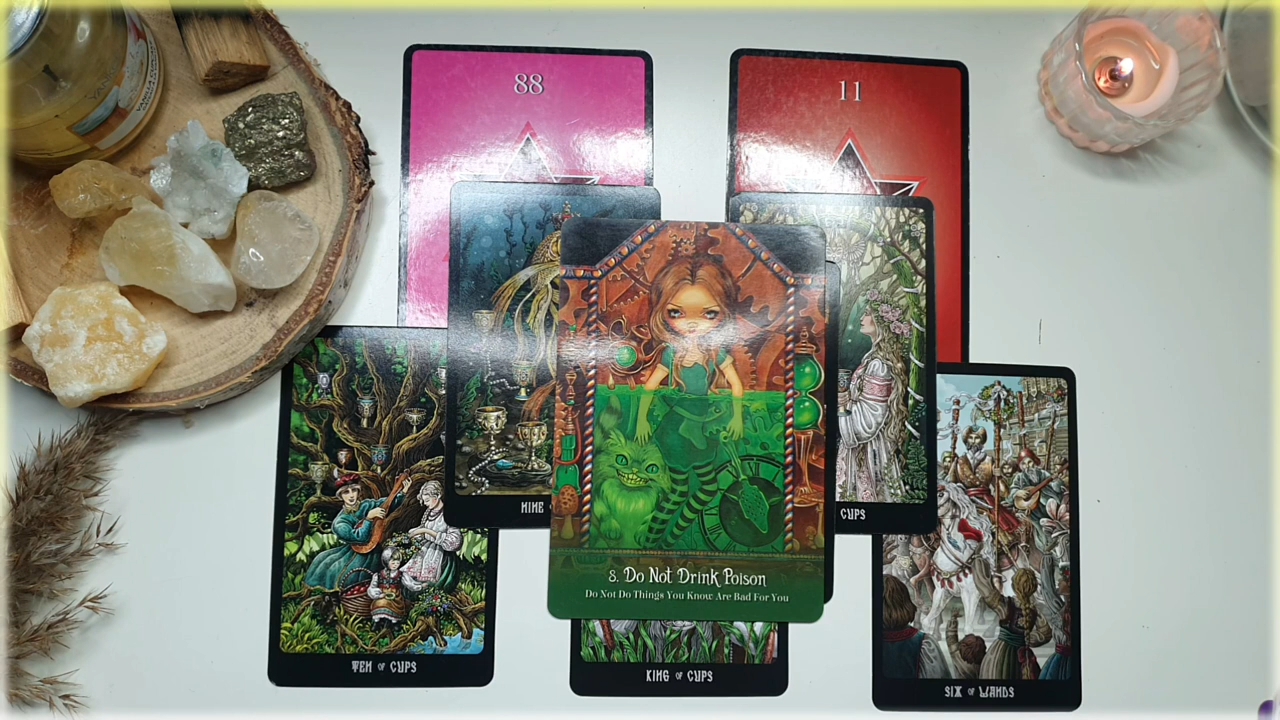 88
11
CUPS
8. Do Not Drink Poison
Do Not Do Things You Know Are Bad For You
TEN OF CUPS
KING OF CUPS
SIX OF WANDS